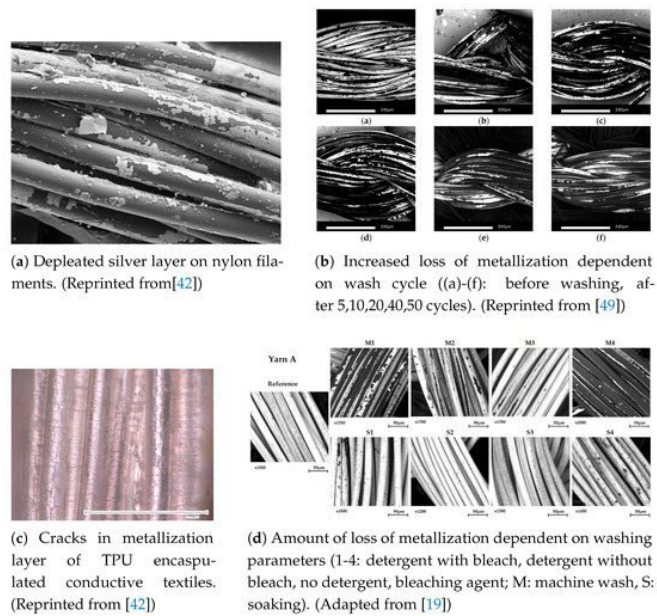 (a) (b) (c)
(d) (e) (f)
(a) Depleated silver layer on nylon fila-
ments. (Reprinted from[42])
(b) Increased loss of metallization dependent
on wash cycle ((a)-(f): before washing, af-
ter 5,10,20,40,50 cycles). (Reprinted from [49])
Yarn A
Reference
M1 M2 M3 M4
S1 S2 S3 S4
(c) Cracks in metallization
layer of TPU encaspu-
lated conductive textiles.
(Reprinted from [42])
(d) Amount of loss of metallization dependent on washing
parameters (1-4: detergent with bleach, detergent without
bleach, no detergent, bleaching agent; M: machine wash, S:
soaking). (Adapted from [19])